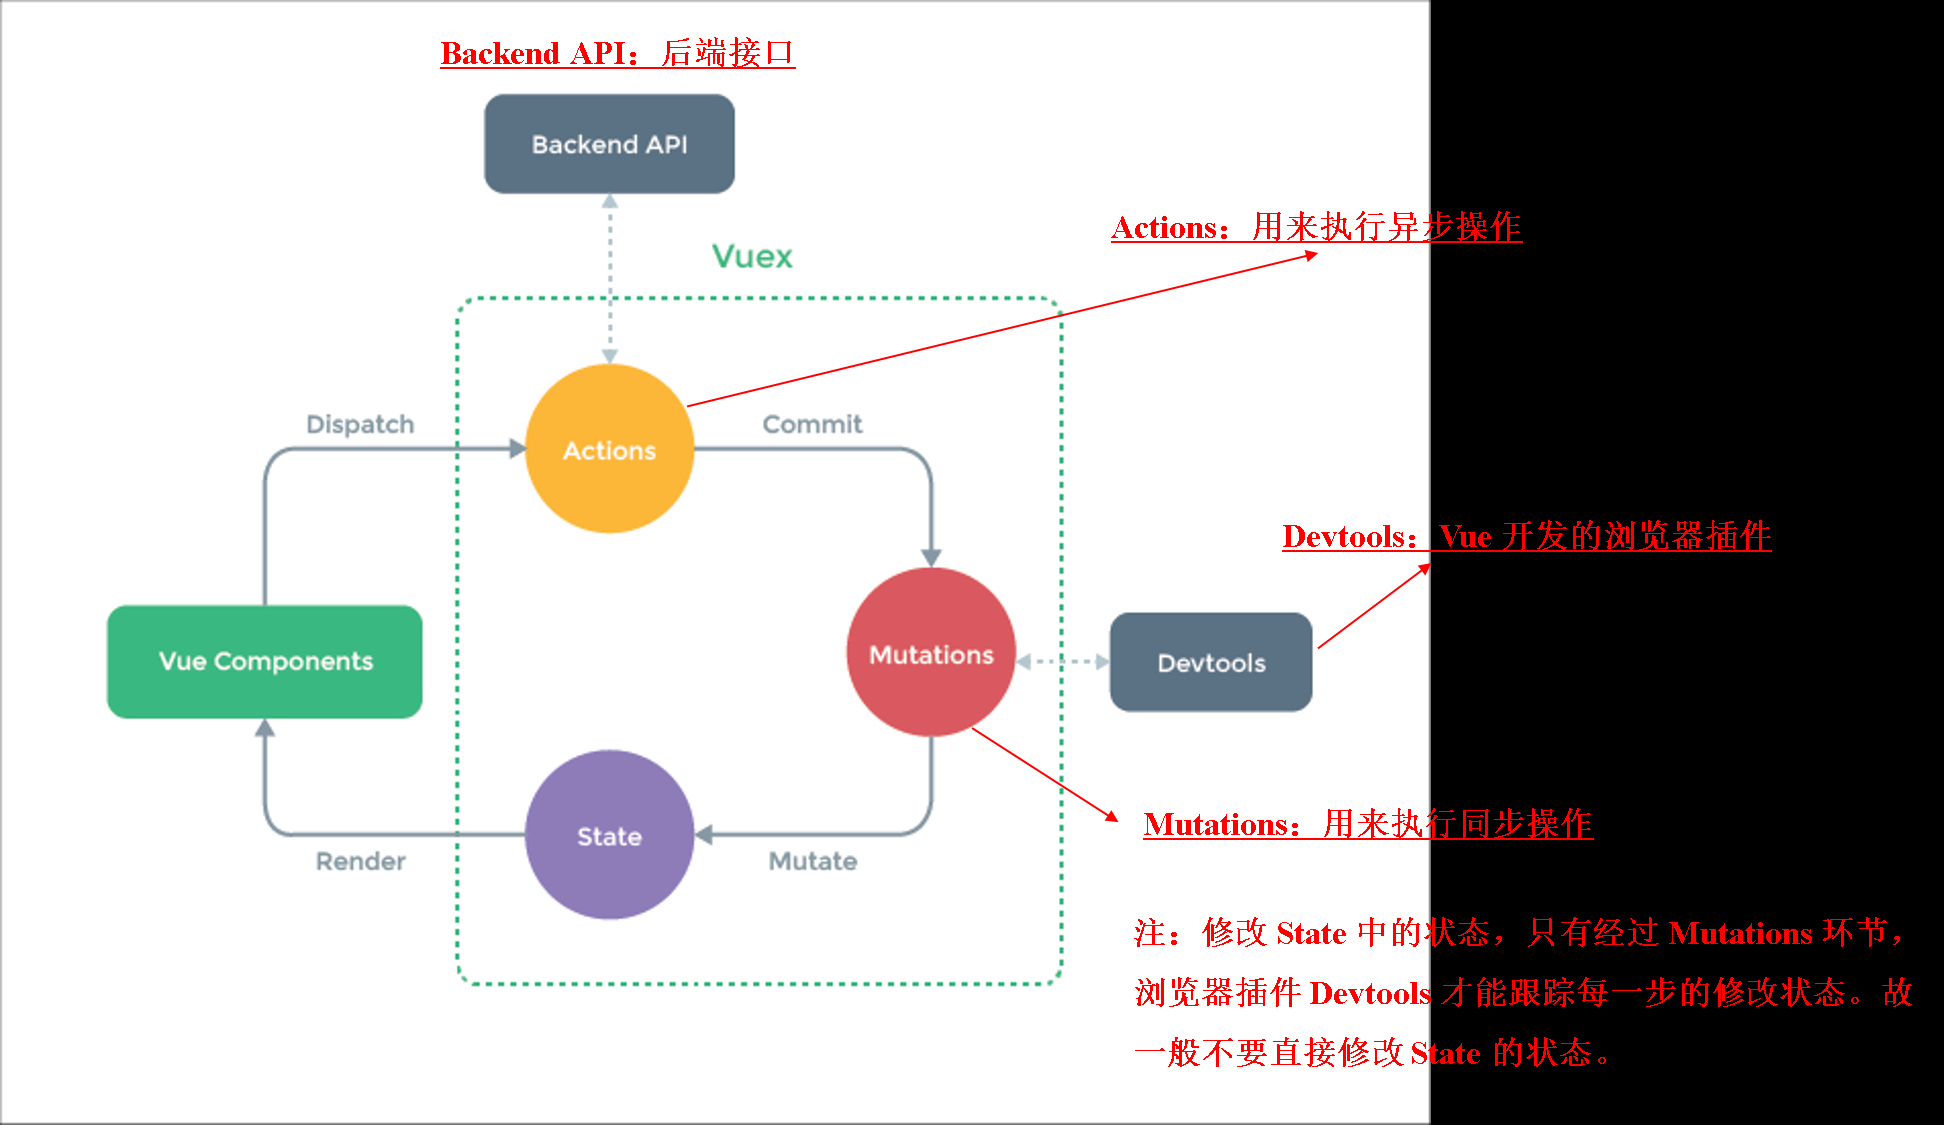 Backend API：后端接口
Backend API
Actions：用来执行异步操作
Vuex
Dispatch
Commit
Actions
Devtools：Vue 开发的浏览器插件
Vue Components
Mutations
Devtools
Mutations：用来执行同步操作
State
Render
Mutate
注：修改 State 中的状态，只有经过 Mutations 环节，
浏览器插件 Devtools 才能跟踪每一步的修改状态。故
一般不要直接修改 State 的状态。